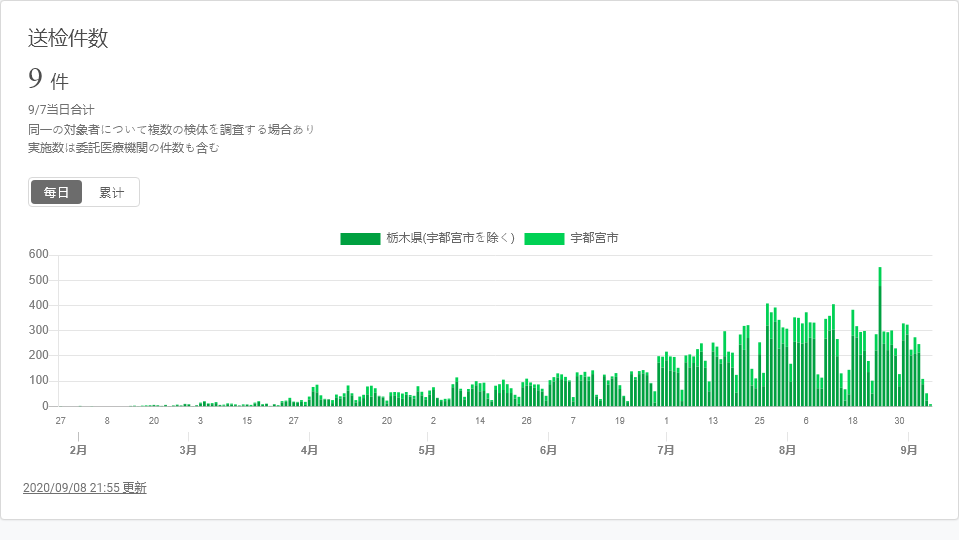 送检件数
9 件
9/7当日合计
同一の対象者について複数の検体を調査する場合あり
実施数は委託医療機関の件数も含む
每日 累计
栃木県(宇都宮市を除く) 宇都宮市
600
500
400
300
200
100
0
27 8 20 3 15 27 8 20 2 14 26 7 19 1 13 25 6 18 30
2月 3月 4月 5月 6月 7月 8月 9月
2020/09/08 21:55 更新